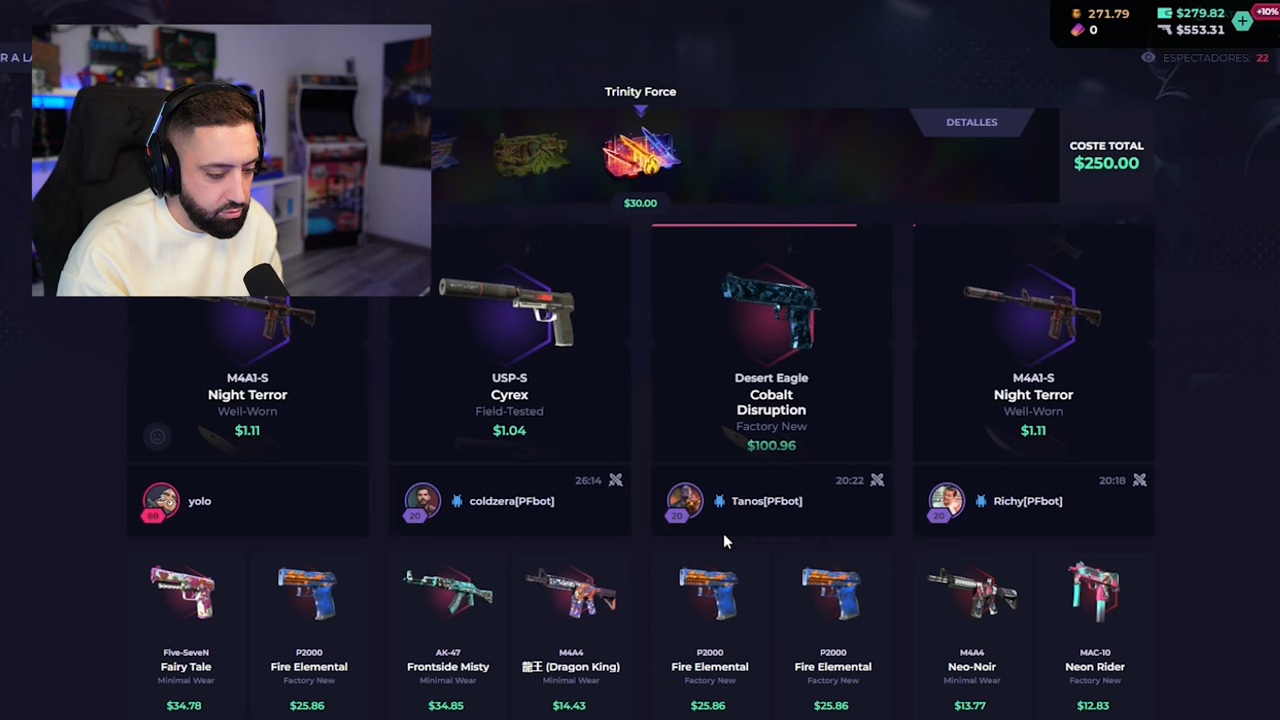 271.79
$279.82
+10%
0
$553.31
R A L
ESPECTADORES: 22
Trinity Force
DETALLES
COSTE TOTAL
$250.00
$30.00
M4A1-S
Night Terror
Well-Worn
$1.11
USP-S
Cyrex
Field-Tested
$1.04
Desert Eagle
Cobalt
Disruption
Factory New
$100.96
M4A1-S
Night Terror
Well-Worn
$1.11
88
yolo
26:14
20
coldzera[PFbot]
20:22
20
Tanos[PFbot]
20:18
20
Richy[PFbot]
Five-SeveN
Fairy Tale
Minimal Wear
$34.78
P2000
Fire Elemental
Factory New
$25.86
AK-47
Frontside Misty
Minimal Wear
$34.85
M4A4
龍王 (Dragon King)
Minimal Wear
$14.43
P2000
Fire Elemental
Factory New
$25.86
P2000
Fire Elemental
Factory New
$25.86
M4A4
Neo-Noir
Minimal Wear
$13.77
MAC-10
Neon Rider
Minimal Wear
$12.83